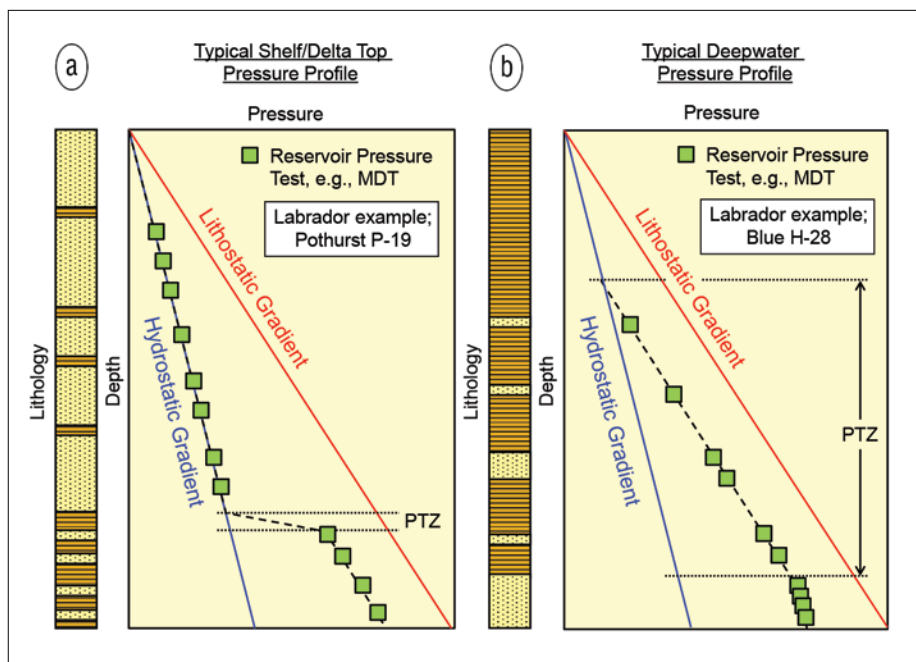 a
Typical Shelf/Delta Top
Pressure Profile
b
Typical Deepwater
Pressure Profile
Pressure
Pressure
Reservoir Pressure
Test, e.g., MDT
Labrador example;
Pothurst P-19
Lithostatic Gradient
Hydrostatic Gradient
Lithology
Depth
PTZ
Reservoir Pressure
Test, e.g., MDT
Labrador example;
Blue H-28
Lithostatic Gradient
Hydrostatic Gradient
Lithology
Depth
PTZ